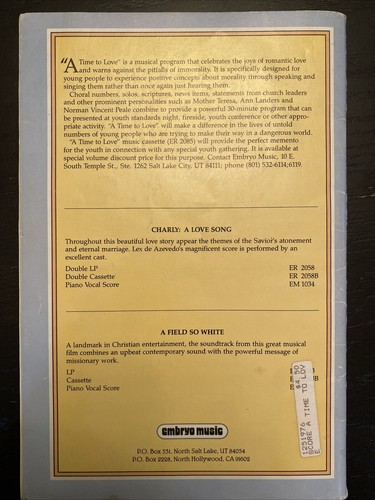 "A Time to Love" is a musical program that celebrates the joys of romantic love
and warns against the pitfalls of immorality. It is specifically designed for
young people to experience positive concepts about morality through speaking and
singing them rather than once again just hearing them.
Choral numbers, solos, scriptures, news items, statements from church leaders
and other prominent personalities such as Mother Teresa, Ann Landers and
Norman Vincent Peale combine to provide a powerful 30-minute program that can
be presented at youth standards night, fireside, youth conference or other appro-
priate activity. "A Time to Love" will make a difference in the lives of untold
numbers of young people who are trying to make their way in a dangerous world.
"A Time to Love" music cassette (ER 2085) will provide the perfect memento
for the youth in connection with any special youth gathering. It is available at
special volume discount price for this purpose. Contact Embryo Music, 10 E.
South Temple St., Ste. 1262 Salt Lake City, UT 84111; phone (801) 532-6114;6119.
CHARLY: A LOVE SONG
Throughout this beautiful love story appear the themes of the Savior's atonement
and eternal marriage. Lex de Azevedo's magnificent score is performed by an
excellent cast.
Double LP ER 2058
Double Cassette ER 2058B
Piano Vocal Score EM 1034
A FIELD SO WHITE
A landmark in Christian entertainment, the soundtrack from this great musical
film combines an upbeat contemporary sound with the powerful message of
missionary work.
LP
Cassette
Piano Vocal Score
1251976 $4.50
SCORE A TIME TO LOV
E
embryo music
P.O. Box 531, North Salt Lake, UT 84054
P.O. Box 2228, North Hollywood, CA 91602